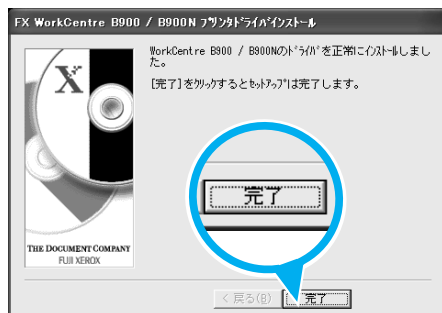 FX WorkCentre B900 / B900N プリンタドライバインストール
WorkCentre B900 / B900Nのドライバを正常にインストールしまし
た。
[完了]をクリックするとセットアップは完了します。
X
完了
THE DOCUMENT COMPANY
FUJI XEROX
< 戻る(B)
完了